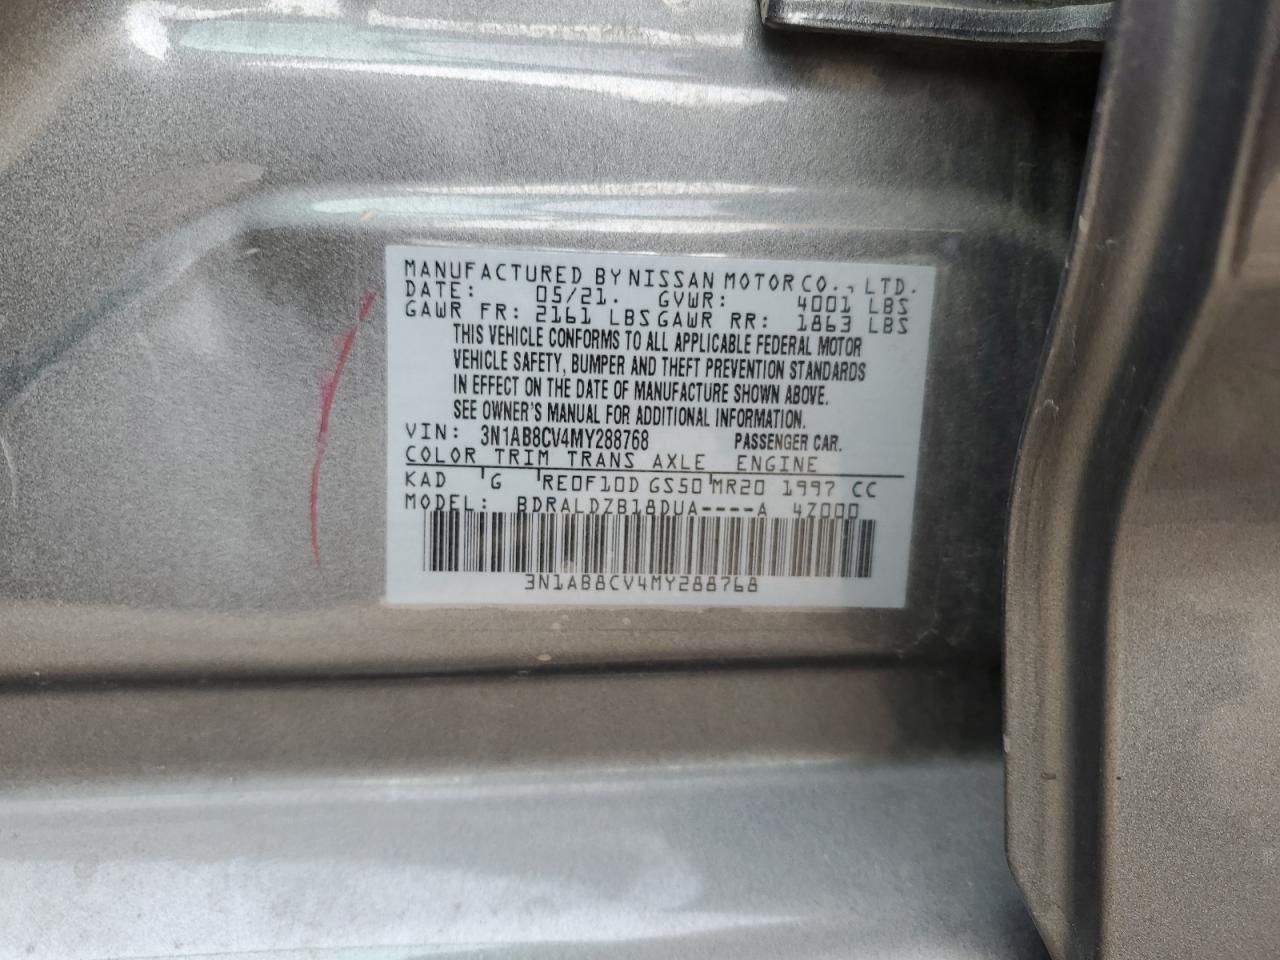 MANUFACTURED BY NISSAN MOTOR CO., LTD.
DATE: 05/21. GVWR: 4001 LBS
GAWR FR: 2161 LBS GAWR RR: 1863 LBS
THIS VEHICLE CONFORMS TO ALL APPLICABLE FEDERAL MOTOR
VEHICLE SAFETY, BUMPER AND THEFT PREVENTION STANDARDS
IN EFFECT ON THE DATE OF MANUFACTURE SHOWN ABOVE.
SEE OWNER'S MANUAL FOR ADDITIONAL INFORMATION.
VIN: 3N1AB8CV4MY288768 PASSENGER CAR.
COLOR TRIM TRANS AXLE ENGINE
KAD G RE0F10D GS50 MR20 1997 CC
MODEL: BDRALDZB18DUA----A 4Z000
3N1AB8CV4MY288768